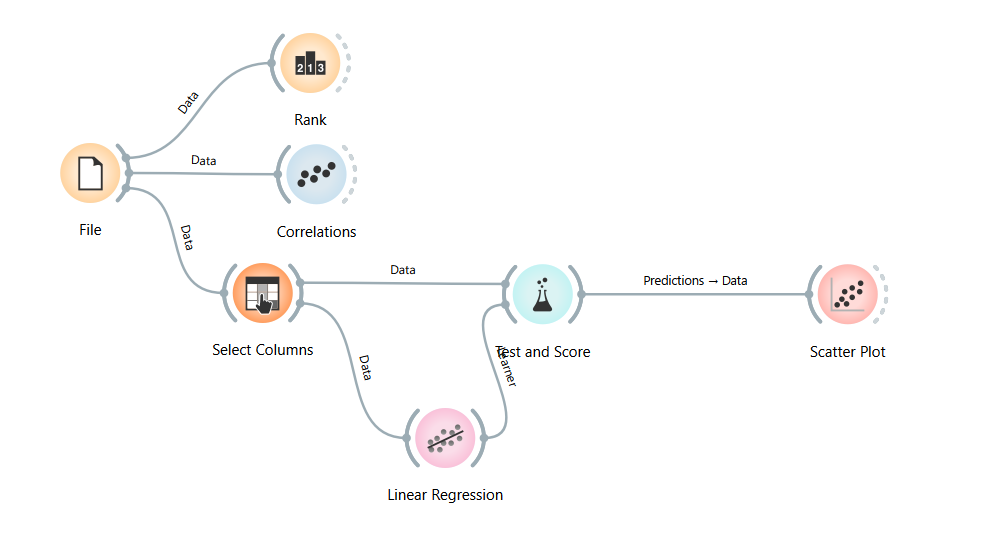 2 1 3
Data
Rank
Data
File
Correlations
Data
Data
Predictions → Data
Select Columns
Test and Score
Scatter Plot
Data
Learner
Linear Regression